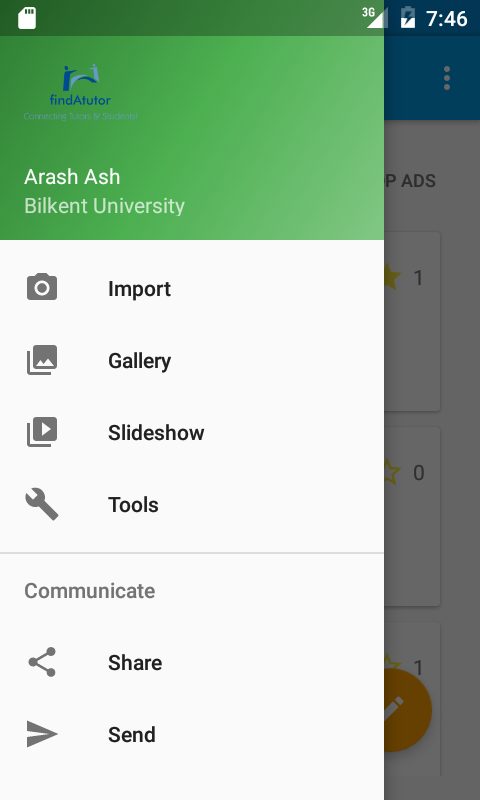 3G
7:46
findAtutor
Connecting Tutors & Students!
Arash Ash
Bilkent University
P ADS
1
Import
Gallery
Slideshow
0
Tools
Communicate
Share
1
Send